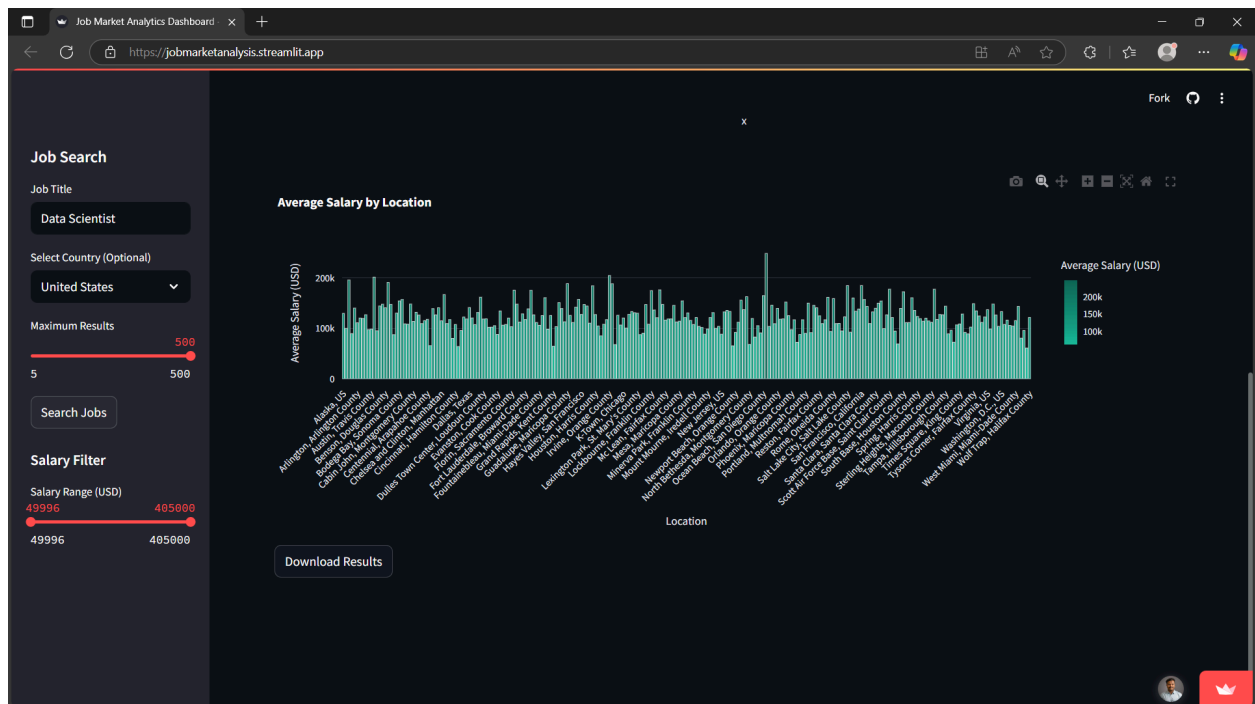 Job Market Analytics Dashboard
https://jobmarketanalysis.streamlit.app
Fork
x
Job Search
Job Title
Data Scientist
Select Country (Optional)
United States
Maximum Results
500
5 500
Search Jobs
Salary Filter
Salary Range (USD)
49996 405000
49996 405000
Average Salary by Location
Average Salary (USD)
200k
100k
0
Alaska, US
Arlington, Arlington County
Austin, Travis County
Benson, Douglas County
Bodega Bay, Sonoma County
Cabin John, Montgomery County
Centennial, Arapahoe County
Chelsea and Clinton, Manhattan
Cincinnati, Hamilton County
Dallas, Texas
Dulles Town Center, Loudoun County
Evanston, Cook County
Florin, Sacramento County
Fort Lauderdale, Broward County
Fountainebleau, Miami-Dade County
Grand Rapids, Kent County
Guadalupe, Maricopa County
Hayes Valley, San Francisco
Houston, Harris County
Irvine, Orange County
K-Town, Chicago
Lexington Park, St. Mary's County
Lockbourne, Franklin County
Mc Lean, Fairfax County
Mesa, Maricopa County
Minerva Park, Franklin County
Mount Mourne, Iredell County
New Jersey, US
Newport Beach, Orange County
North Bethesda, Montgomery County
Ocean Beach, San Diego County
Orlando, Orange County
Phoenix, Maricopa County
Portland, Multnomah County
Reston, Fairfax County
Rome, Oneida County
Salt Lake City, Salt Lake County
San Francisco, California
Santa Clara, Santa Clara County
Scott Air Force Base, Saint Clair County
South Base, Houston County
Spring, Harris County
Sterling Heights, Macomb County
Tampa, Hillsborough County
Times Square, King County
Tysons Corner, Fairfax County
Virginia, US
Washington, D.C., US
West Miami, Miami-Dade County
Wolf Trap, Halifax County
Location
Average Salary (USD)
200k
150k
100k
Download Results